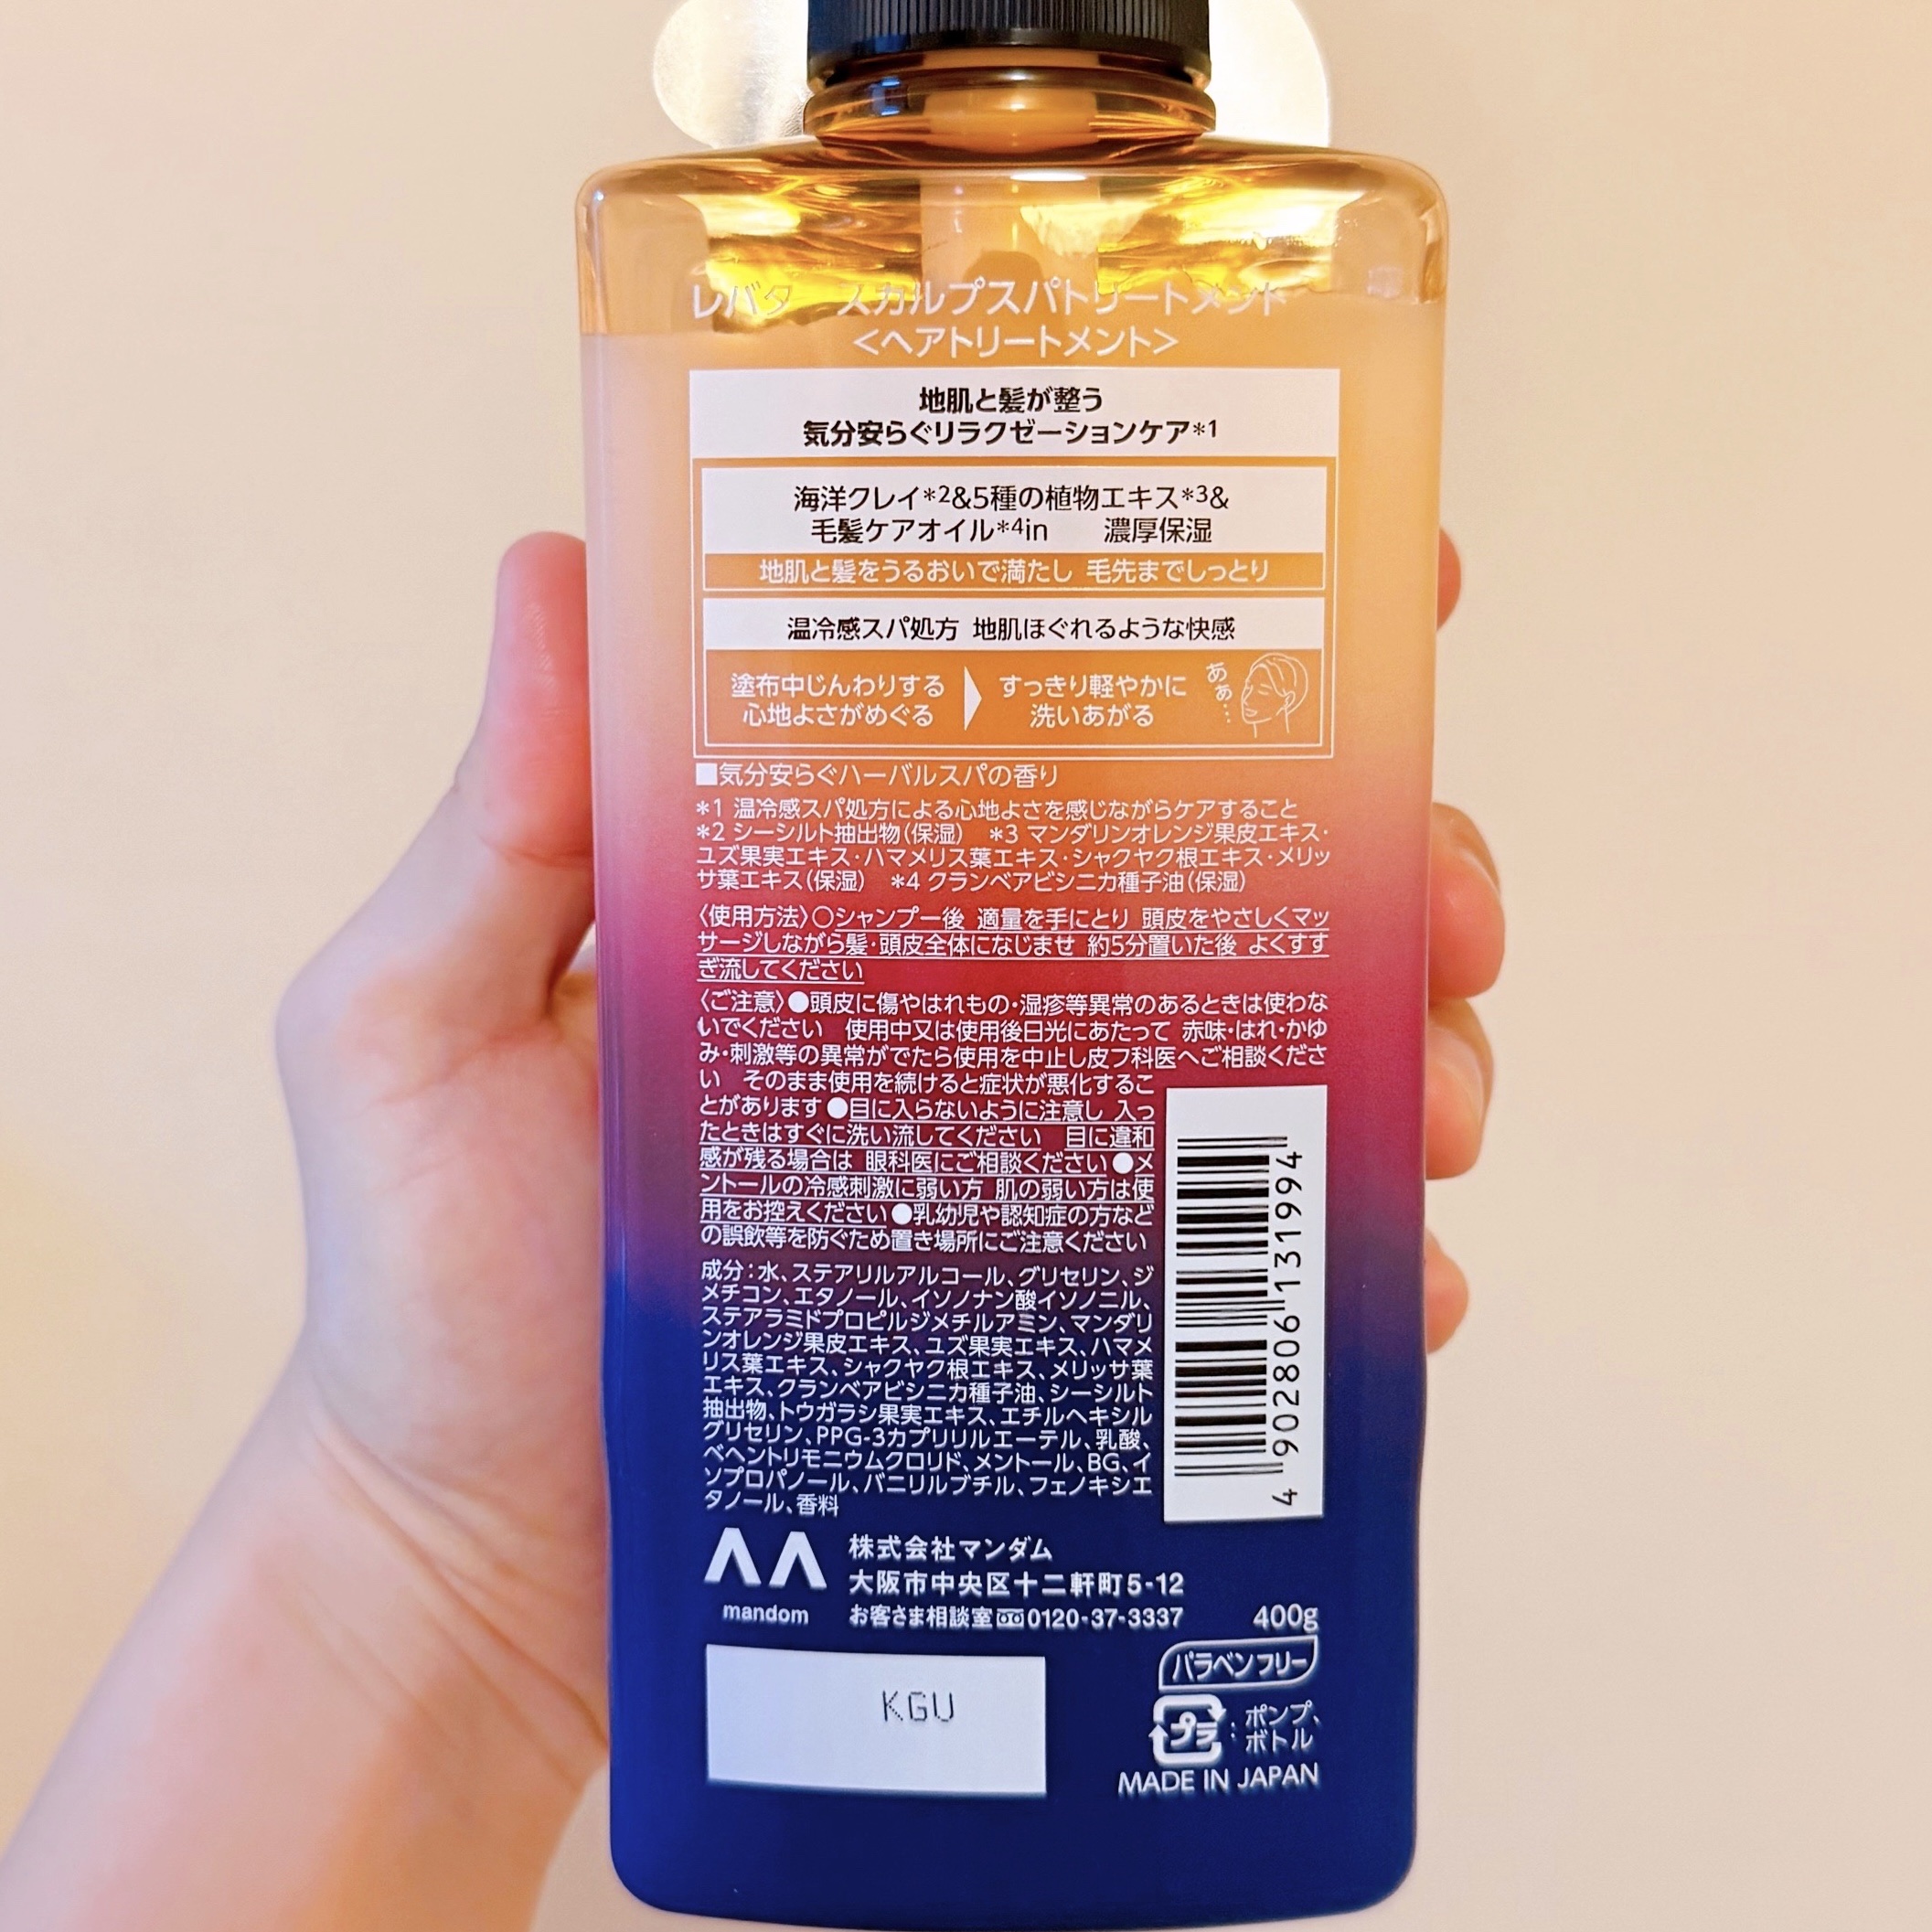 レバタ　スカルプスパトリートメント
<ヘアトリートメント>
地肌と髪が整う
気分安らぐリラクゼーションケア*1
海洋クレイ*2&5種の植物エキス*3&
毛髪ケアオイル*4in　濃厚保湿
地肌と髪をうるおいで満たし 毛先までしっとり
温冷感スパ処方 地肌ほぐれるような快感
塗布中じんわりする
心地よさがめぐる
すっきり軽やかに
洗いあがる
あぁ…
■気分安らぐハーバルスパの香り
*1 温冷感スパ処方による心地よさを感じながらケアすること
*2 シーシルト抽出物(保湿)　*3 マンダリンオレンジ果皮エキス・
ユズ果実エキス・ハマメリス葉エキス・シャクヤク根エキス・メリッ
サ葉エキス(保湿)　*4 クランベアビシニカ種子油(保湿)
〈使用方法〉○シャンプー後 適量を手にとり 頭皮をやさしくマッ
サージしながら髪・頭皮全体になじませ 約5分置いた後 よくすす
ぎ流してください
〈ご注意〉●頭皮に傷やはれもの・湿疹等異常のあるときは使わな
いでください　使用中又は使用後日光にあたって 赤味・はれ・かゆ
み・刺激等の異常がでたら使用を中止し皮フ科医へご相談くださ
い　そのまま使用を続けると症状が悪化するこ
とがあります●目に入らないように注意し 入っ
たときはすぐに洗い流してください　目に違和
感が残る場合は 眼科医にご相談ください●メ
ントールの冷感刺激に弱い方 肌の弱い方は使
用をお控えください●乳幼児や認知症の方など
の誤飲等を防ぐため置き場所にご注意ください
成分：水、ステアリルアルコール、グリセリン、ジ
メチコン、エタノール、イソノナン酸イソノニル、
ステアラミドプロピルジメチルアミン、マンダリ
ンオレンジ果皮エキス、ユズ果実エキス、ハマメ
リス葉エキス、シャクヤク根エキス、メリッサ葉
エキス、クランベアビシニカ種子油、シーシルト
抽出物、トウガラシ果実エキス、エチルヘキシル
グリセリン、PPG-3カプリリルエーテル、乳酸、
ベヘントリモニウムクロリド、メントール、BG、イ
ソプロパノール、バニリルブチル、フェノキシエ
タノール、香料
4 902806 131994
mandom
株式会社マンダム
大阪市中央区十二軒町5-12
お客さま相談室 0120-37-3337
400g
パラベンフリー
プラ：ポンプ、
ボトル
MADE IN JAPAN
KGU